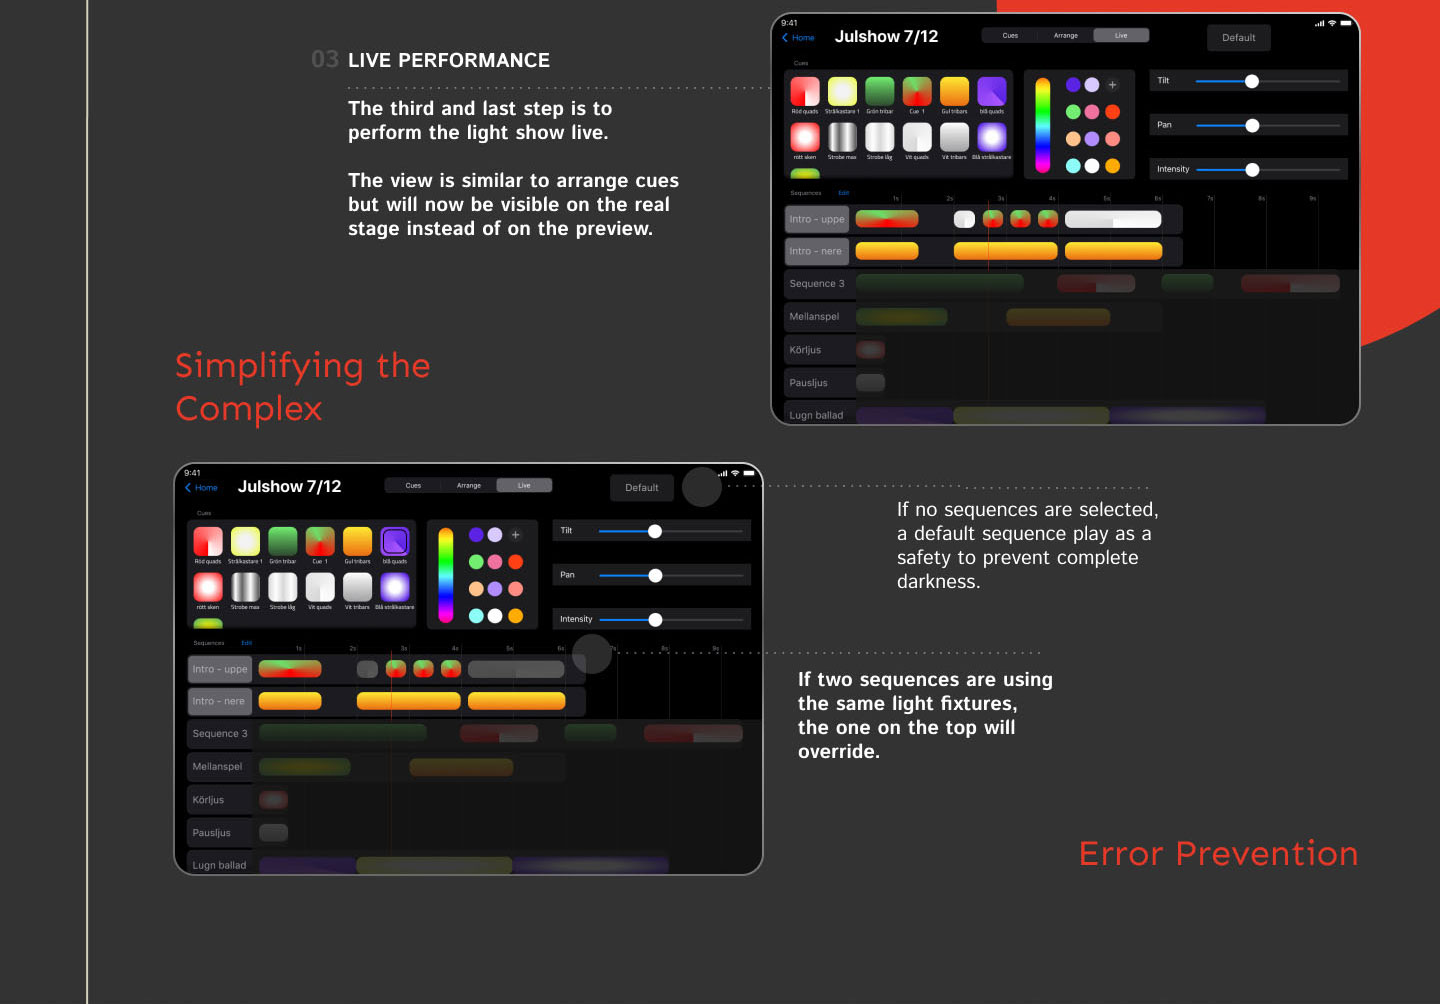 03 LIVE PERFORMANCE
The third and last step is to
perform the light show live.
The view is similar to arrange cues
but will now be visible on the real
stage instead of on the preview.
9:41
Home
Julshow 7/12
Cues Arrange Live
Default
Cues
Röd quads Strålkastare 1 Grön tribar Cue 1 Gul tribar blå quads
rött sken Strobe max Strobe låg Vit quads Vit tribars Blå strålkastare
Tilt
Pan
Intensity
Sequences Edit
1s 2s 3s 4s 5s 6s 7s 8s 9s
Intro - uppe
Intro - nere
Sequence 3
Mellanspel
Körljus
Pausljus
Lugn ballad
Simplifying the
Complex
9:41
Home
Julshow 7/12
Cues Arrange Live
Default
Cues
Röd quads Strålkastare 1 Grön tribar Cue 1 Gul tribars blå quads
rött sken Strobe max Strobe låg Vit quads Vit tribars Blå strålkastare
Tilt
Pan
Intensity
Sequences Edit
1s 2s 3s 4s 5s 6s 7s 8s 9s
Intro - uppe
Intro - nere
Sequence 3
Mellanspel
Körljus
Pausljus
Lugn ballad
If no sequences are selected,
a default sequence play as a
safety to prevent complete
darkness.
If two sequences are using
the same light fixtures,
the one on the top will
override.
Error Prevention